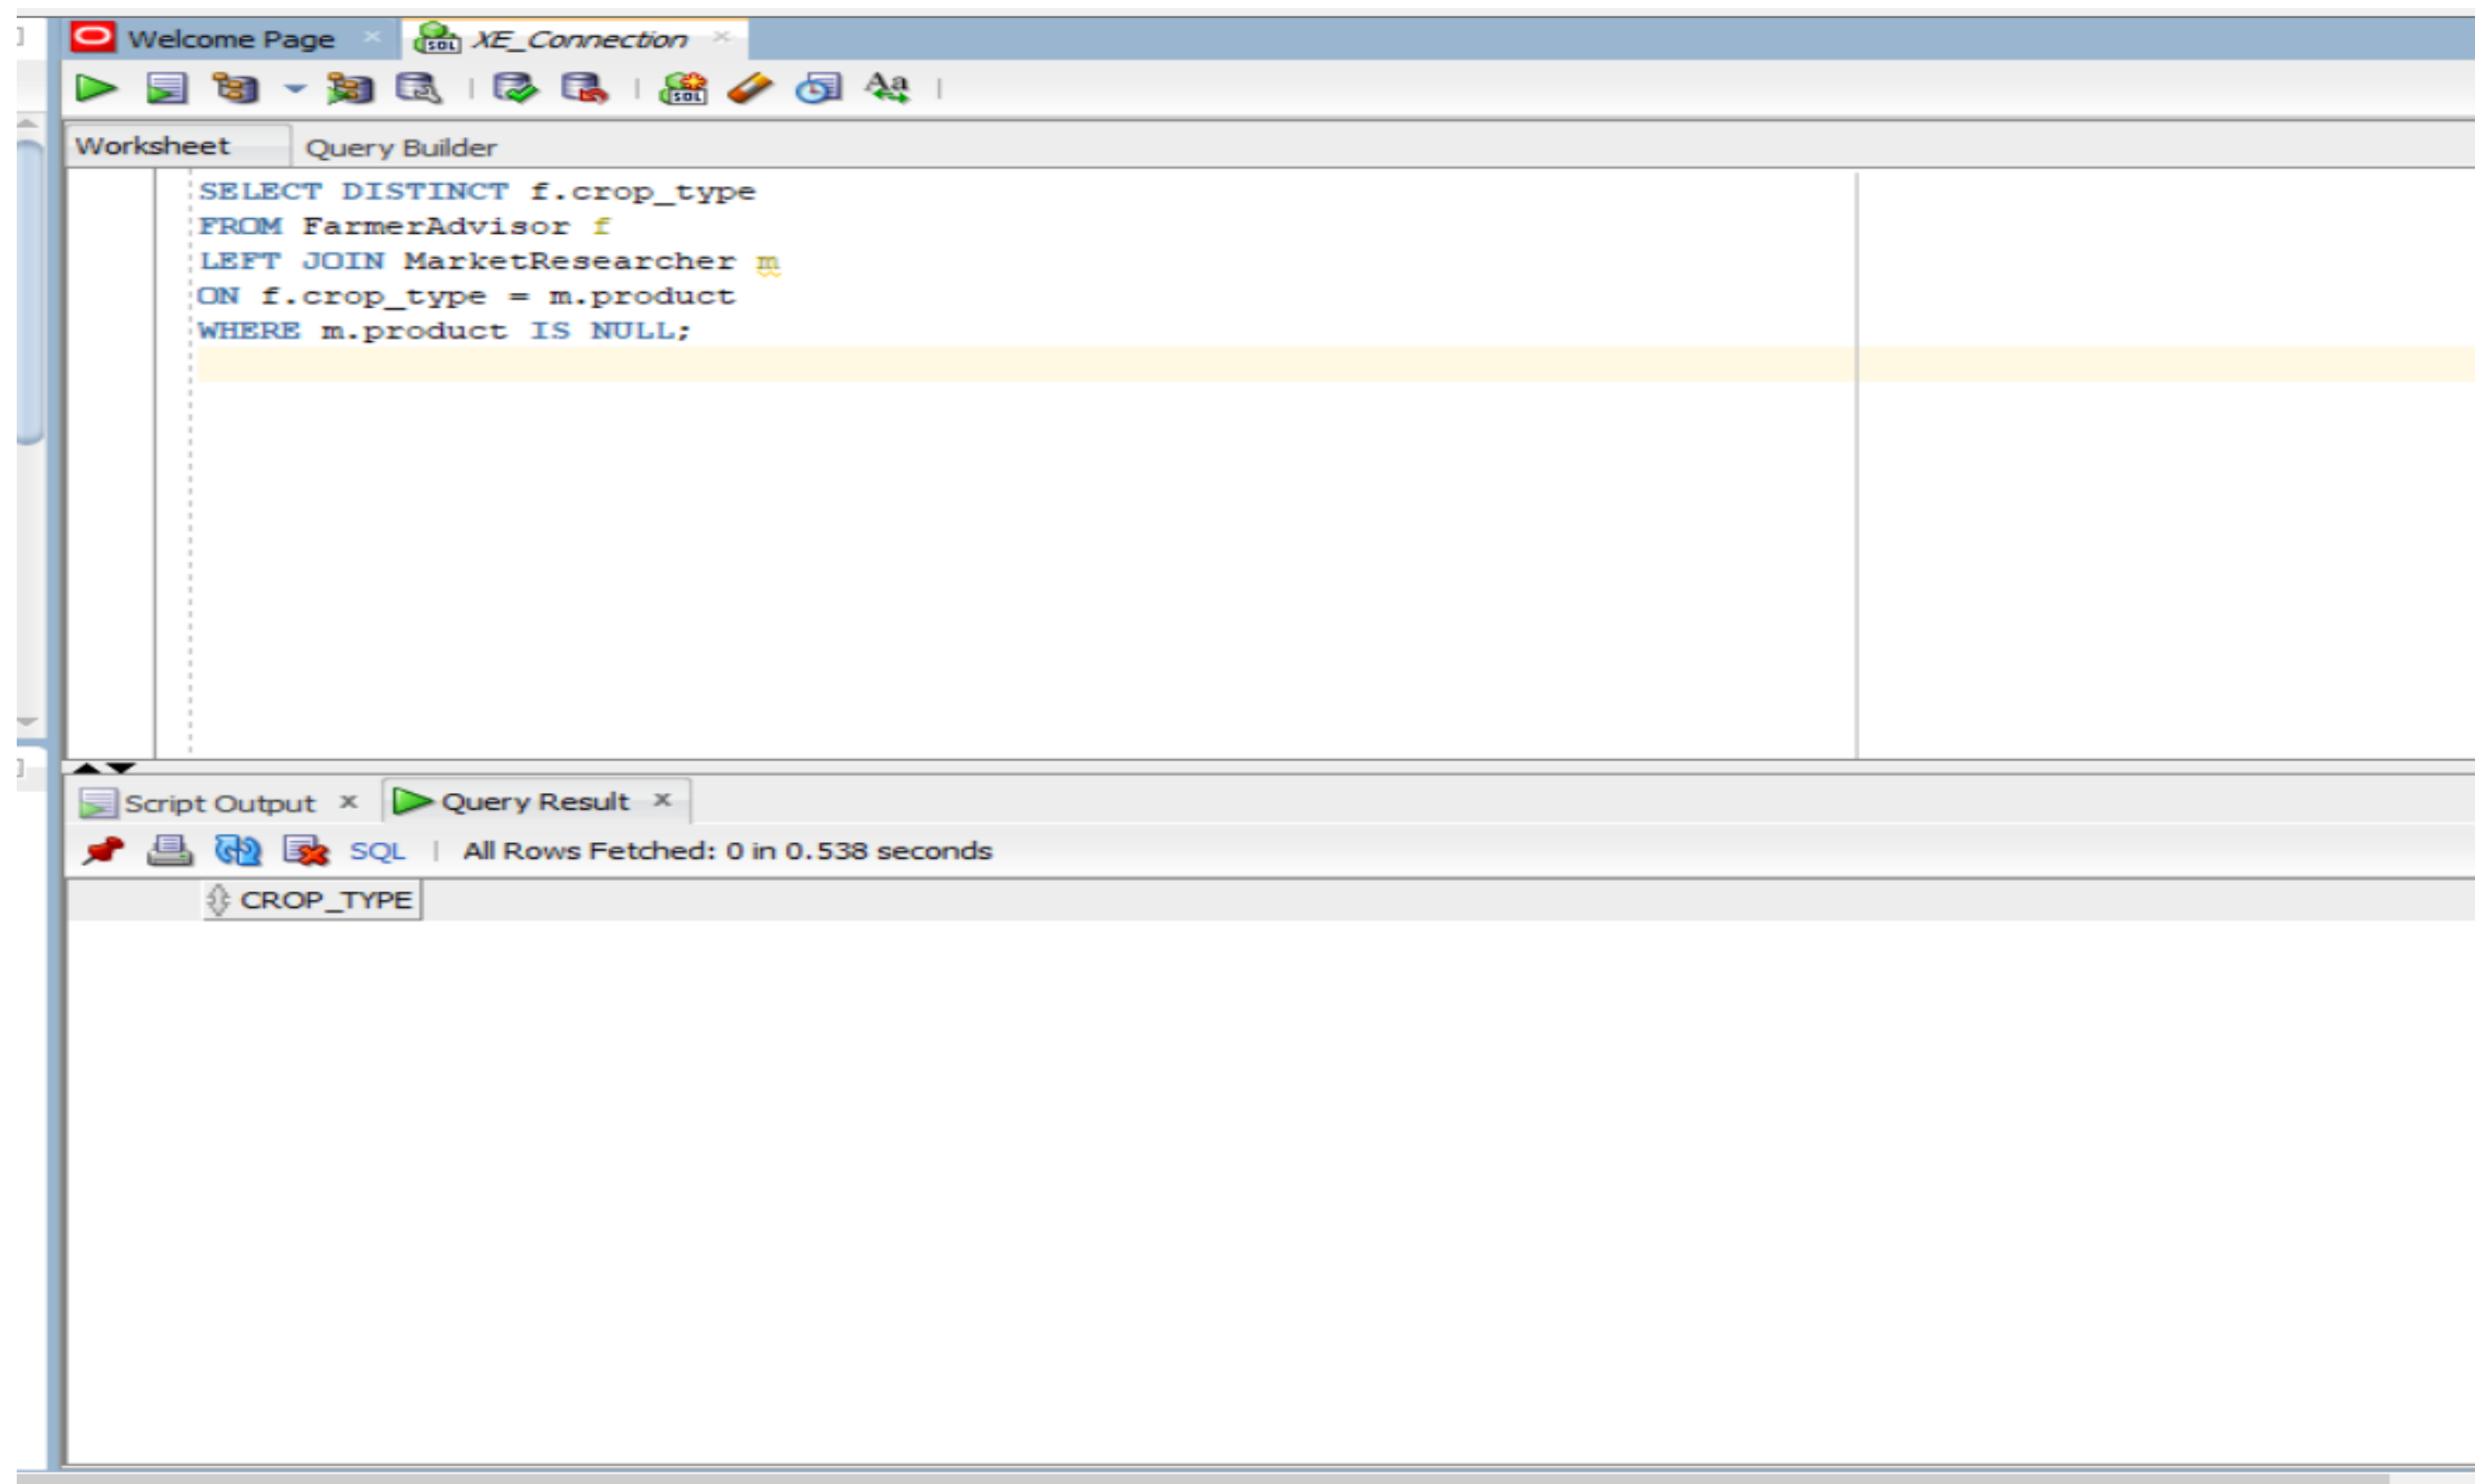 Welcome Page XE_Connection
Worksheet Query Builder
SELECT DISTINCT f.crop_type
FROM FarmerAdvisor f
LEFT JOIN MarketResearcher m
ON f.crop_type = m.product
WHERE m.product IS NULL;
Script Output Query Result
SQL | All Rows Fetched: 0 in 0.538 seconds
CROP_TYPE